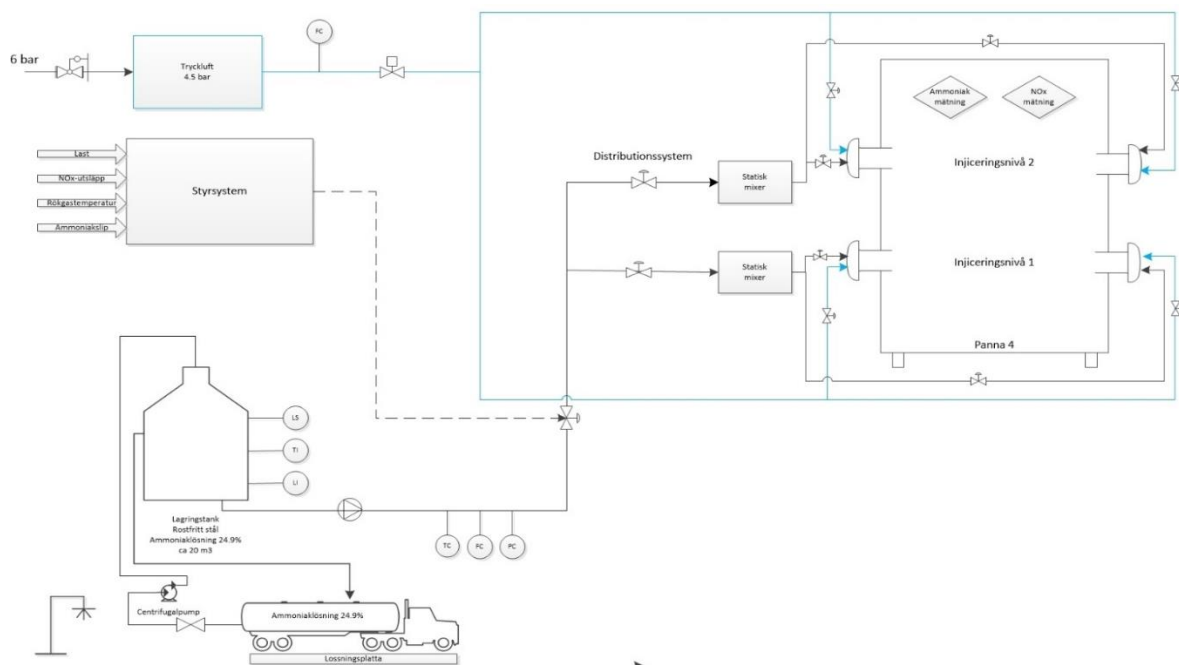 6 bar
Tryckluft
4.5 bar
FC
Last
NOx-utsläpp
Rökgastemperatur
Ammoniakslip
Styrsystem
Distributionssystem
Statisk
mixer
Statisk
mixer
Ammoniak
mätning
NOx
mätning
Injiceringsnivå 2
Injiceringsnivå 1
Panna 4
LS
TI
LI
Lagringstank
Rostfritt stål
Ammoniaklösning 24.9%
ca 20 m3
TC
FC
PC
Centrifugalpump
Ammoniaklösning 24.9%
Lossningsplatta